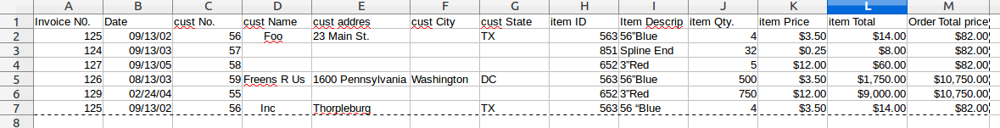 A B C D E F G H I J K L M
1 Invoice N0. Date cust No. cust Name cust addres cust City cust State item ID Item Descrip item Qty. item Price item Total Order Total price
2 125 09/13/02 56 Foo 23 Main St. TX 563 56"Blue 4 $3.50 $14.00 $82.00
3 124 09/13/03 57 851 Spline End 32 $0.25 $8.00 $82.00
4 127 09/13/05 58 652 3"Red 5 $12.00 $60.00 $82.00
5 126 08/13/03 59 Freens R Us 1600 Pennsylvania Washington DC 563 56"Blue 500 $3.50 $1,750.00 $10,750.00
6 129 02/24/04 55 652 3"Red 750 $12.00 $9,000.00 $10,750.00
7 125 09/13/02 56 Inc Thorpleburg TX 563 56 "Blue 4 $3.50 $14.00 $82.00
8